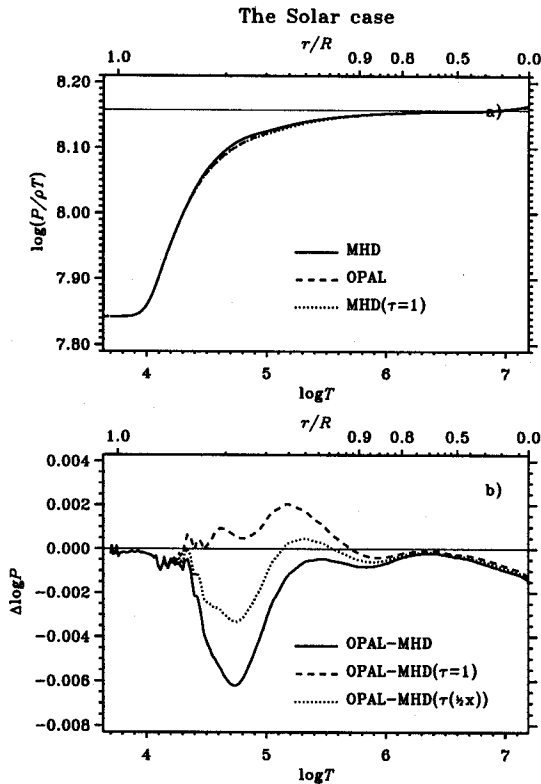 The Solar case
r/R
1.0 0.9 0.8 0.5 0.0
8.20
8.10
8.00
7.90
7.80
log(P/ρT)
a)
MHD
OPAL
MHD(τ=1)
4 5 6 7
logT
r/R
1.0 0.9 0.8 0.5 0.0
0.004
0.002
0.000
−0.002
−0.004
−0.006
−0.008
ΔlogP
b)
OPAL−MHD
OPAL−MHD(τ=1)
OPAL−MHD(τ(½x))
4 5 6 7
logT